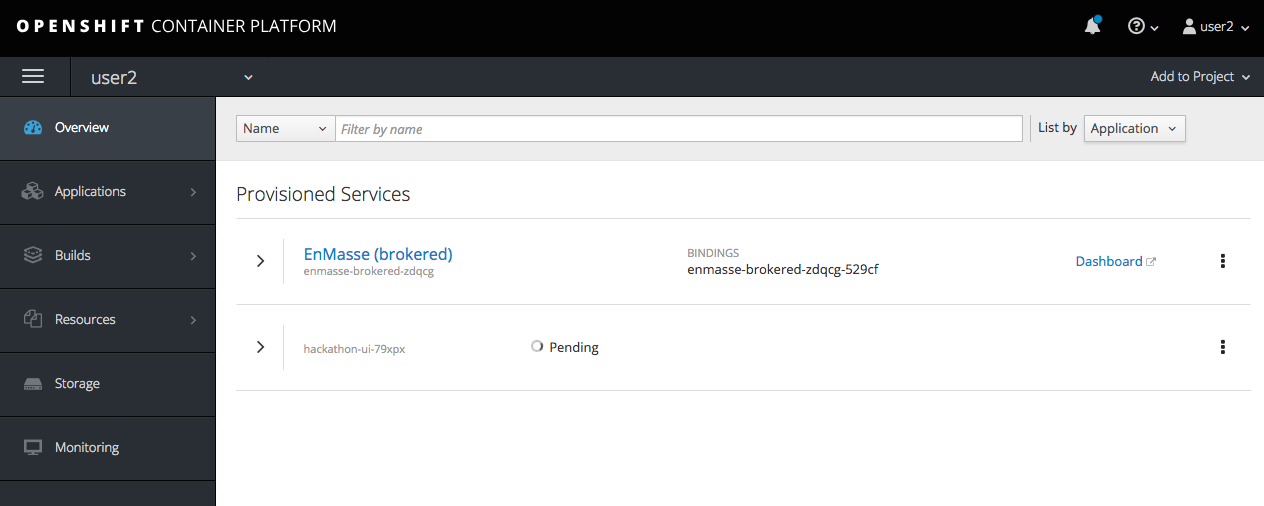 OPENSHIFT CONTAINER PLATFORM
user2
user2
Add to Project
Overview
Applications
Builds
Resources
Storage
Monitoring
Name
Filter by name
List by
Application
Provisioned Services
EnMasse (brokered)
enmasse-brokered-zdqcg
BINDINGS
enmasse-brokered-zdqcg-529cf
Dashboard
hackathon-ui-79xpx
Pending